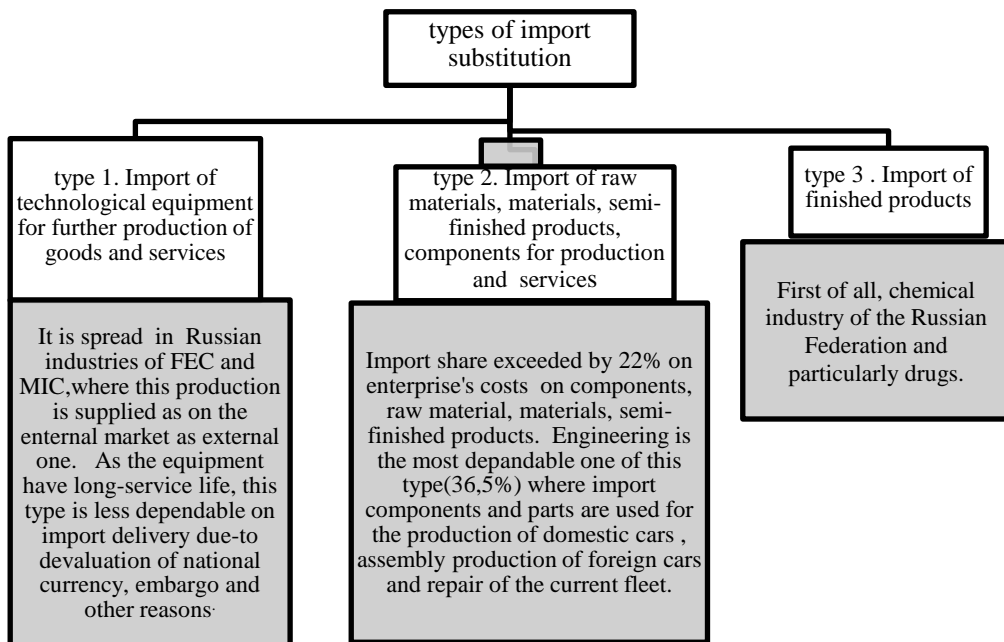 types of import
substitution
type 1. Import of
technological equipment
for further production of
goods and services
It is spread in Russian
industries of FEC and
MIC,where this production
is supplied as on the
enternal market as external
one. As the equipment
have long-service life, this
type is less dependable on
import delivery due-to
devaluation of national
currency, embargo and
other reasons.
type 2. Import of raw
materials, materials, semi-
finished products,
components for production
and services
Import share exceeded by 22% on
enterprise's costs on components,
raw material, materials, semi-
finished products. Engineering is
the most depandable one of this
type(36,5%) where import
components and parts are used for
the production of domestic cars ,
assembly production of foreign cars
and repair of the current fleet.
type 3 . Import of
finished products
First of all, chemical
industry of the Russian
Federation and
particularly drugs.